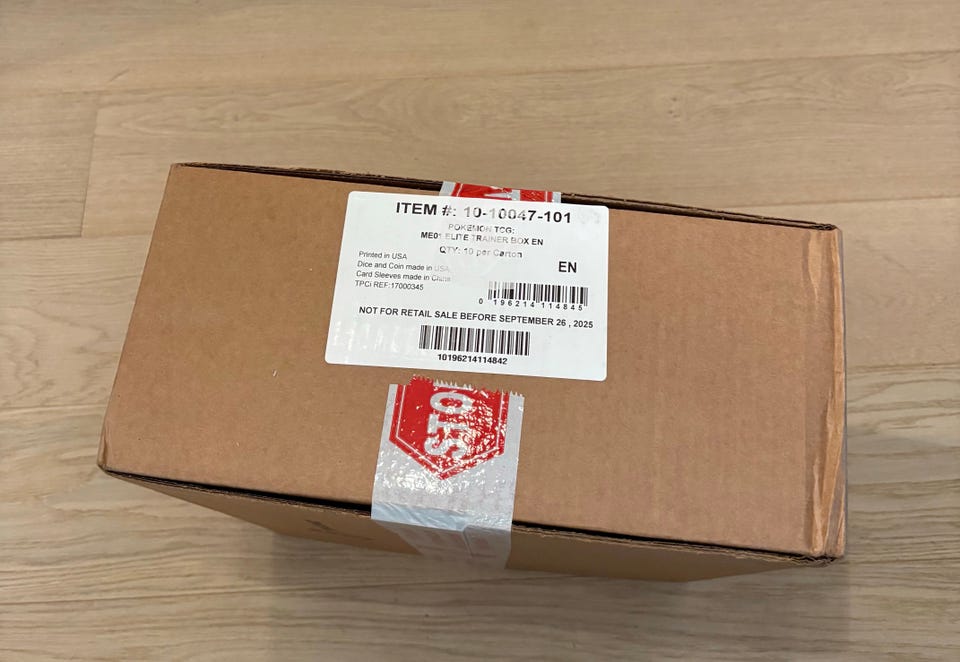 ITEM #: 10-10047-101
POKEMON TCG:
ME01 ELITE TRAINER BOX EN
QTY: 10 per Carton
Printed in USA
Dice and Coin made in USA
Card Sleeves made in China
TPCi REF:17000345
EN
0 196214 114845
NOT FOR RETAIL SALE BEFORE SEPTEMBER 26 , 2025
10196214114842
STO